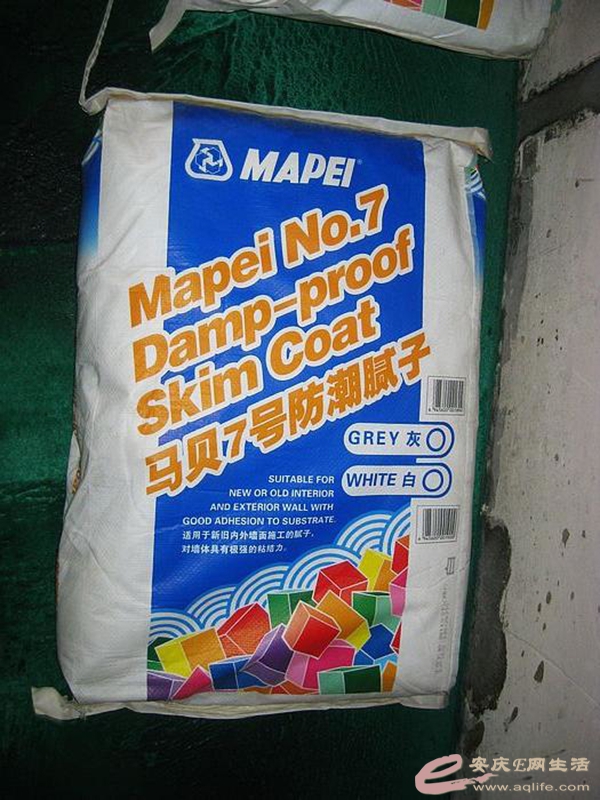 MAPEI
Mapei No.7
Damp-proof
Skim Coat
马贝7号防潮腻子
GREY 灰
WHITE 白
SUITABLE FOR
NEW OR OLD INTERIOR
AND EXTERIOR WALL WITH
GOOD ADHESION TO SUBSTRATE.
适用于新旧内外墙面施工的腻子,
对墙体具有极强的粘结力.
安庆E网生活
www.aqlife.com